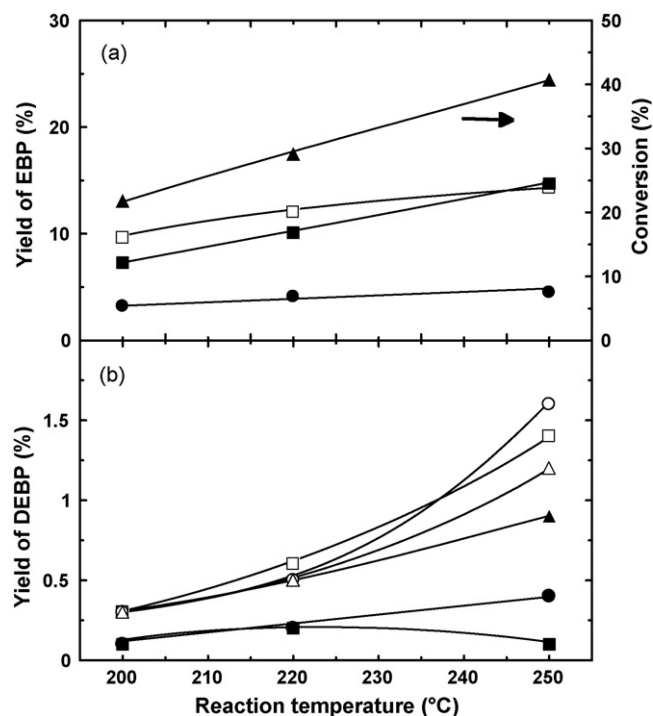 (a)
Yield of EBP (%)
30
20
10
0
Conversion (%)
50
40
30
20
10
0
(b)
Yield of DEBP (%)
1.5
1
0.5
0
200 210 220 230 240 250
Reaction temperature (°C)